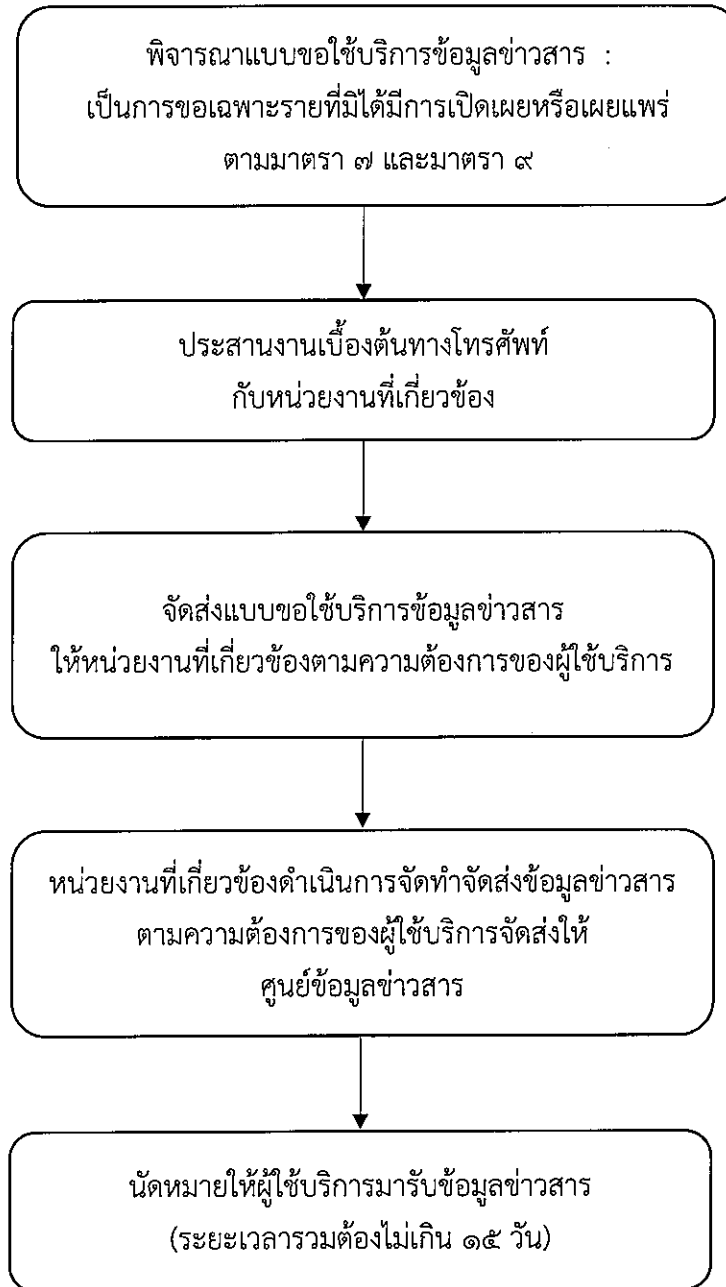 พิจารณาแบบขอใช้บริการข้อมูลข่าวสาร :
เป็นการขอเฉพาะรายที่มิได้มีการเปิดเผยหรือเผยแพร่
ตามมาตรา ๗ และมาตรา ๙
ประสานงานเบื้องต้นทางโทรศัพท์
กับหน่วยงานที่เกี่ยวข้อง
จัดส่งแบบขอใช้บริการข้อมูลข่าวสาร
ให้หน่วยงานที่เกี่ยวข้องตามความต้องการของผู้ใช้บริการ
หน่วยงานที่เกี่ยวข้องดำเนินการจัดทำจัดส่งข้อมูลข่าวสาร
ตามความต้องการของผู้ใช้บริการจัดส่งให้
ศูนย์ข้อมูลข่าวสาร
นัดหมายให้ผู้ใช้บริการมารับข้อมูลข่าวสาร
(ระยะเวลารวมต้องไม่เกิน ๑๕ วัน)